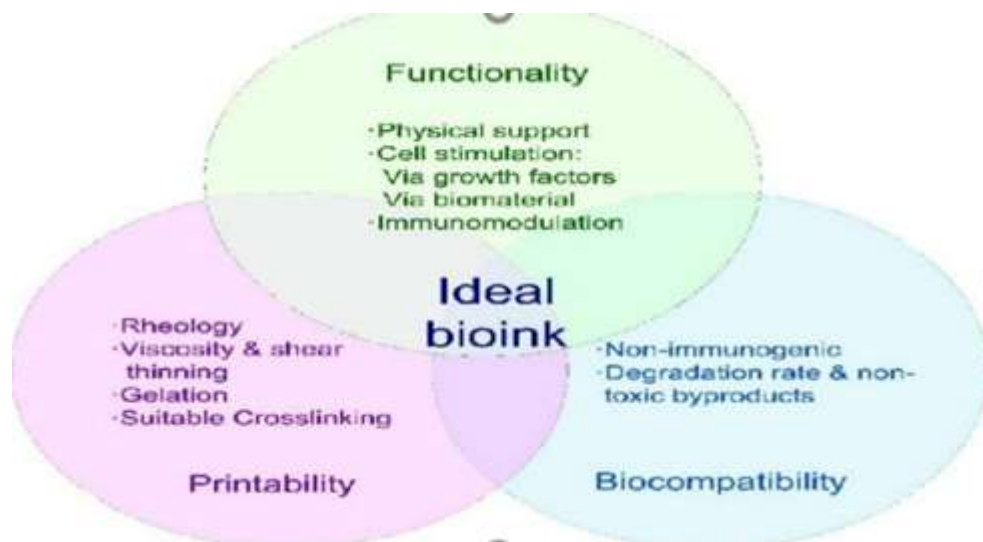 Functionality
·Physical support
·Cell stimulation:
Via growth factors
Via biomaterial
·Immunomodulation
Ideal
bioink
·Rheology
·Viscosity & shear
thinning
·Gelation
·Suitable Crosslinking
Printability
·Non-immunogenic
·Degradation rate & non-
toxic byproducts
Biocompatibility